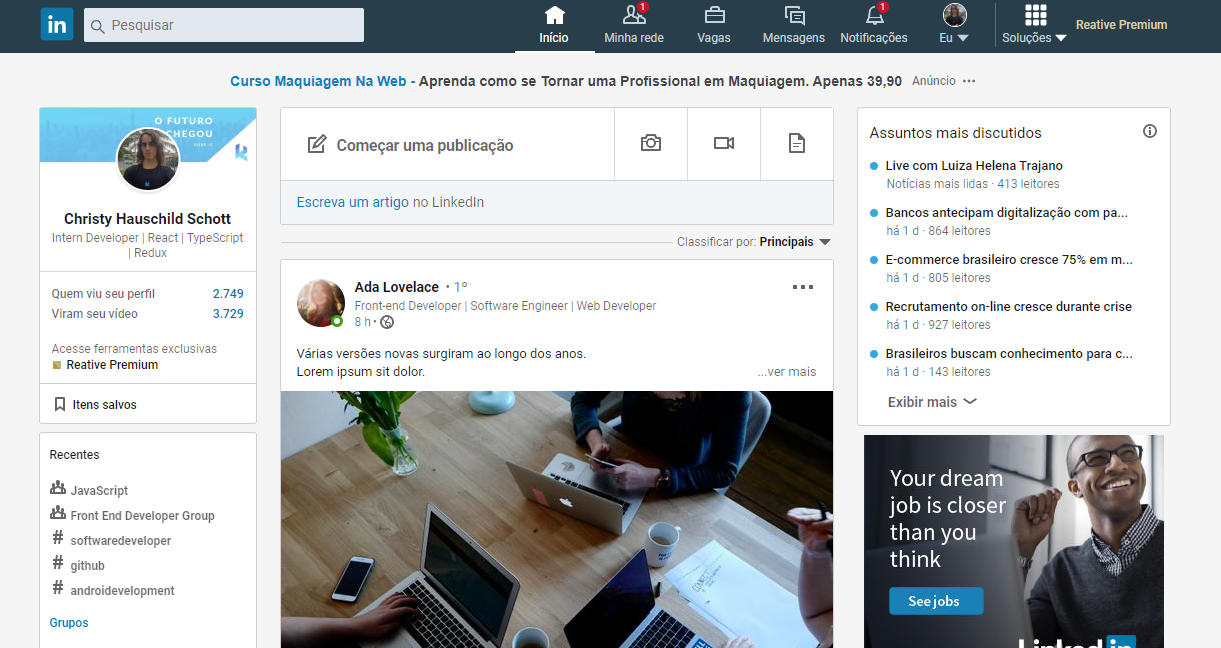 in
Pesquisar
Início
1
Minha rede
Vagas
Mensagens
1
Notificações
Eu
Soluções
Reative Premium
Curso Maquiagem Na Web - Aprenda como se Tornar uma Profissional em Maquiagem. Apenas 39,90 Anúncio
O FUTURO
CHEGOU
Christy Hauschild Schott
Intern Developer | React | TypeScript
| Redux
Quem viu seu perfil 2.749
Viram seu vídeo 3.729
Acesse ferramentas exclusivas
Reative Premium
Itens salvos
Recentes
JavaScript
Front End Developer Group
# softwaredeveloper
# github
# androidevelopment
Grupos
Começar uma publicação
Escreva um artigo no LinkedIn
Classificar por: Principais
Ada Lovelace • 1º
Front-end Developer | Software Engineer | Web Developer
8 h •
Várias versões novas surgiram ao longo dos anos.
Lorem ipsum sit dolor.
...ver mais
Assuntos mais discutidos
Live com Luiza Helena Trajano
Notícias mais lidas · 413 leitores
Bancos antecipam digitalização com pa...
há 1 d · 864 leitores
E-commerce brasileiro cresce 75% em m...
há 1 d · 805 leitores
Recrutamento on-line cresce durante crise
há 1 d · 927 leitores
Brasileiros buscam conhecimento para c...
há 1 d · 143 leitores
Exibir mais
Your dream
job is closer
than you
think
See jobs
Linked in